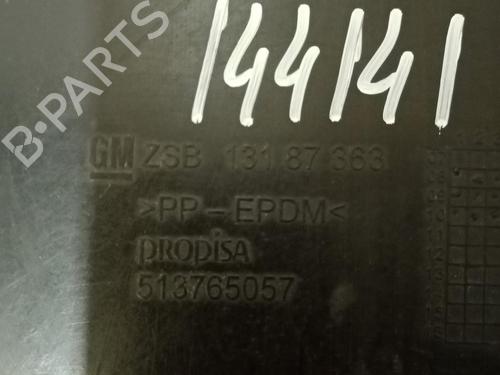 144141
GM ZSB 131 87 363
>PP-EPDM<
PROPISA
513765057
B-PARTS